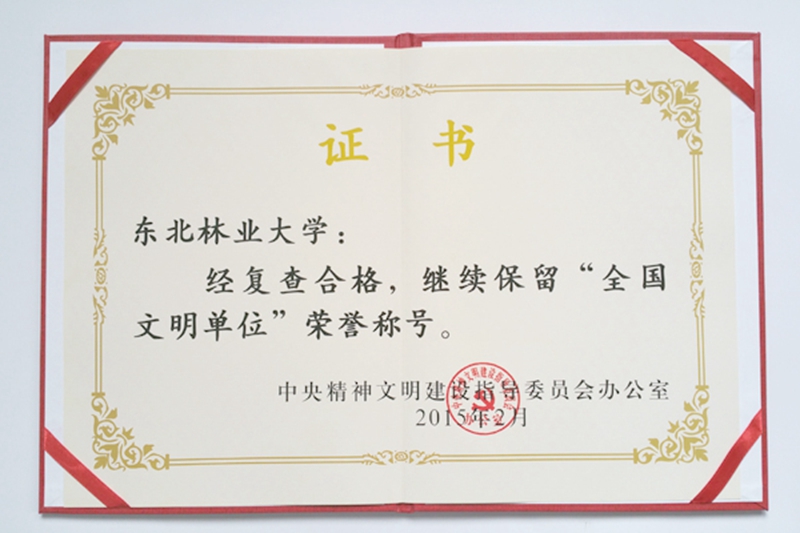 证 书
东北林业大学：
经复查合格，继续保留“全国
文明单位”荣誉称号。
中央精神文明建设指导委员会办公室
2015年2月